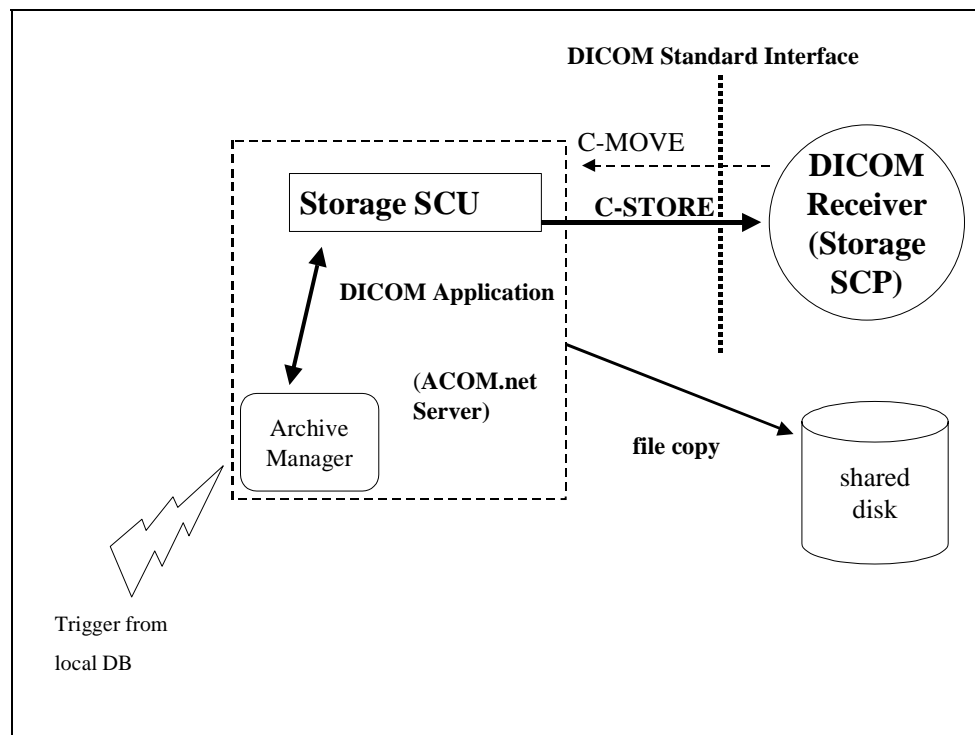 DICOM Standard Interface
C-MOVE
Storage SCU
C-STORE
DICOM
Receiver
(Storage
SCP)
DICOM Application
(ACOM.net
Server)
Archive
Manager
file copy
shared
disk
Trigger from
local DB